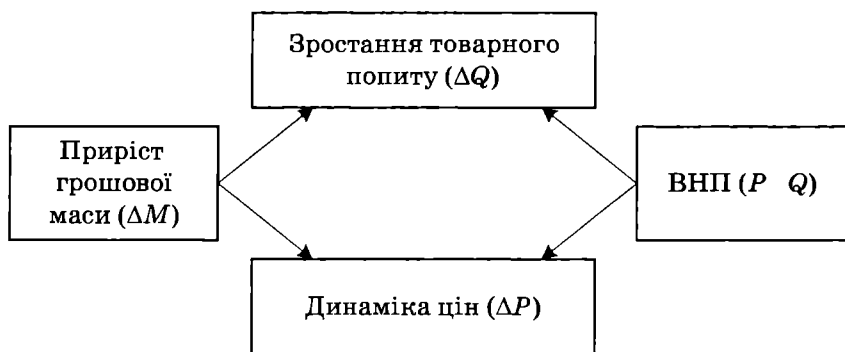 Зростання товарного
попиту (ΔQ)
Приріст
грошової
маси (ΔM)
ВНП (P Q)
Динаміка цін (ΔP)